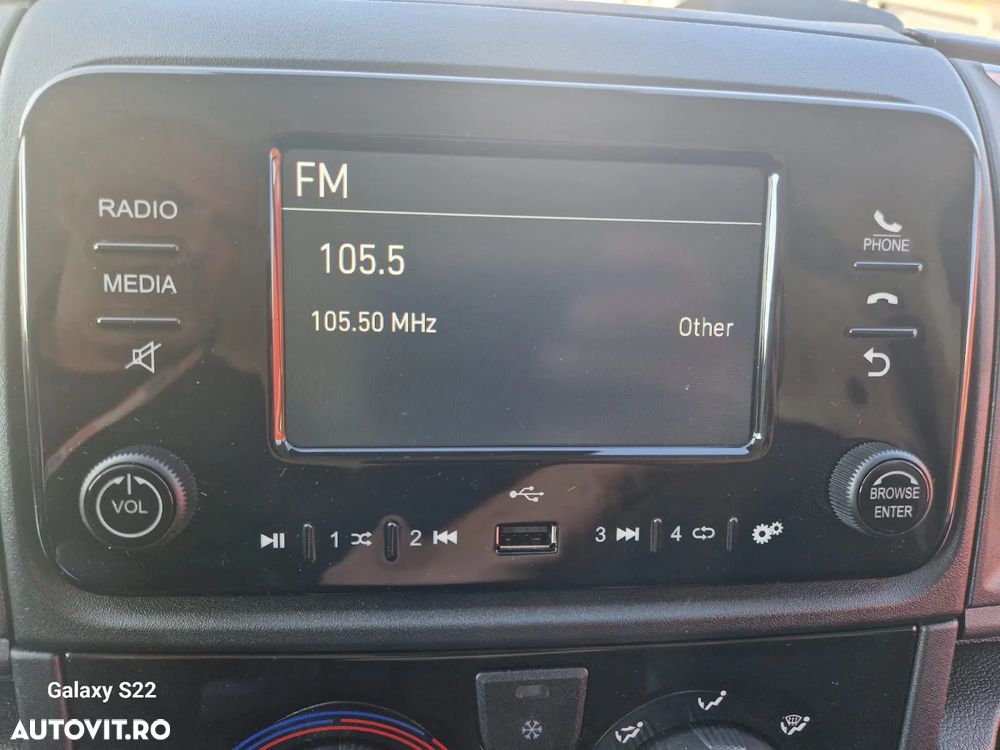 FM
RADIO
PHONE
105.5
MEDIA
105.50 MHz
Other
VOL
BROWSE
ENTER
1
2
3
4
Galaxy S22
AUTOVIT.RO